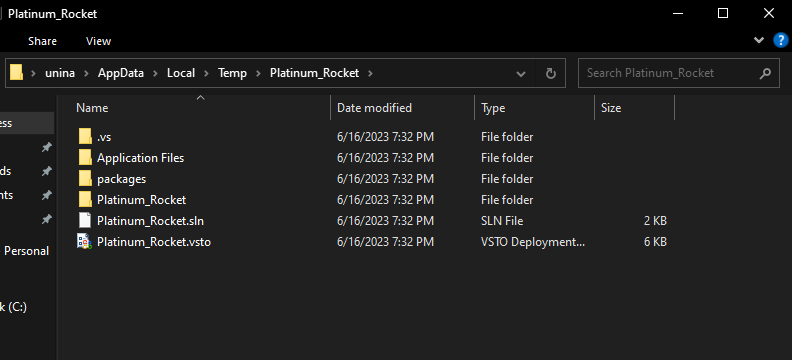 Platinum_Rocket
Share View
unina AppData Local Temp Platinum_Rocket Search Platinum_Rocket
Name Date modified Type Size
.vs 6/16/2023 7:32 PM File folder
Application Files 6/16/2023 7:32 PM File folder
packages 6/16/2023 7:32 PM File folder
Platinum_Rocket 6/16/2023 7:32 PM File folder
Platinum_Rocket.sln 6/16/2023 7:32 PM SLN File 2 KB
Platinum_Rocket.vsto 6/16/2023 7:32 PM VSTO Deployment... 6 KB
ess
ds
nts
Personal
k (C:)